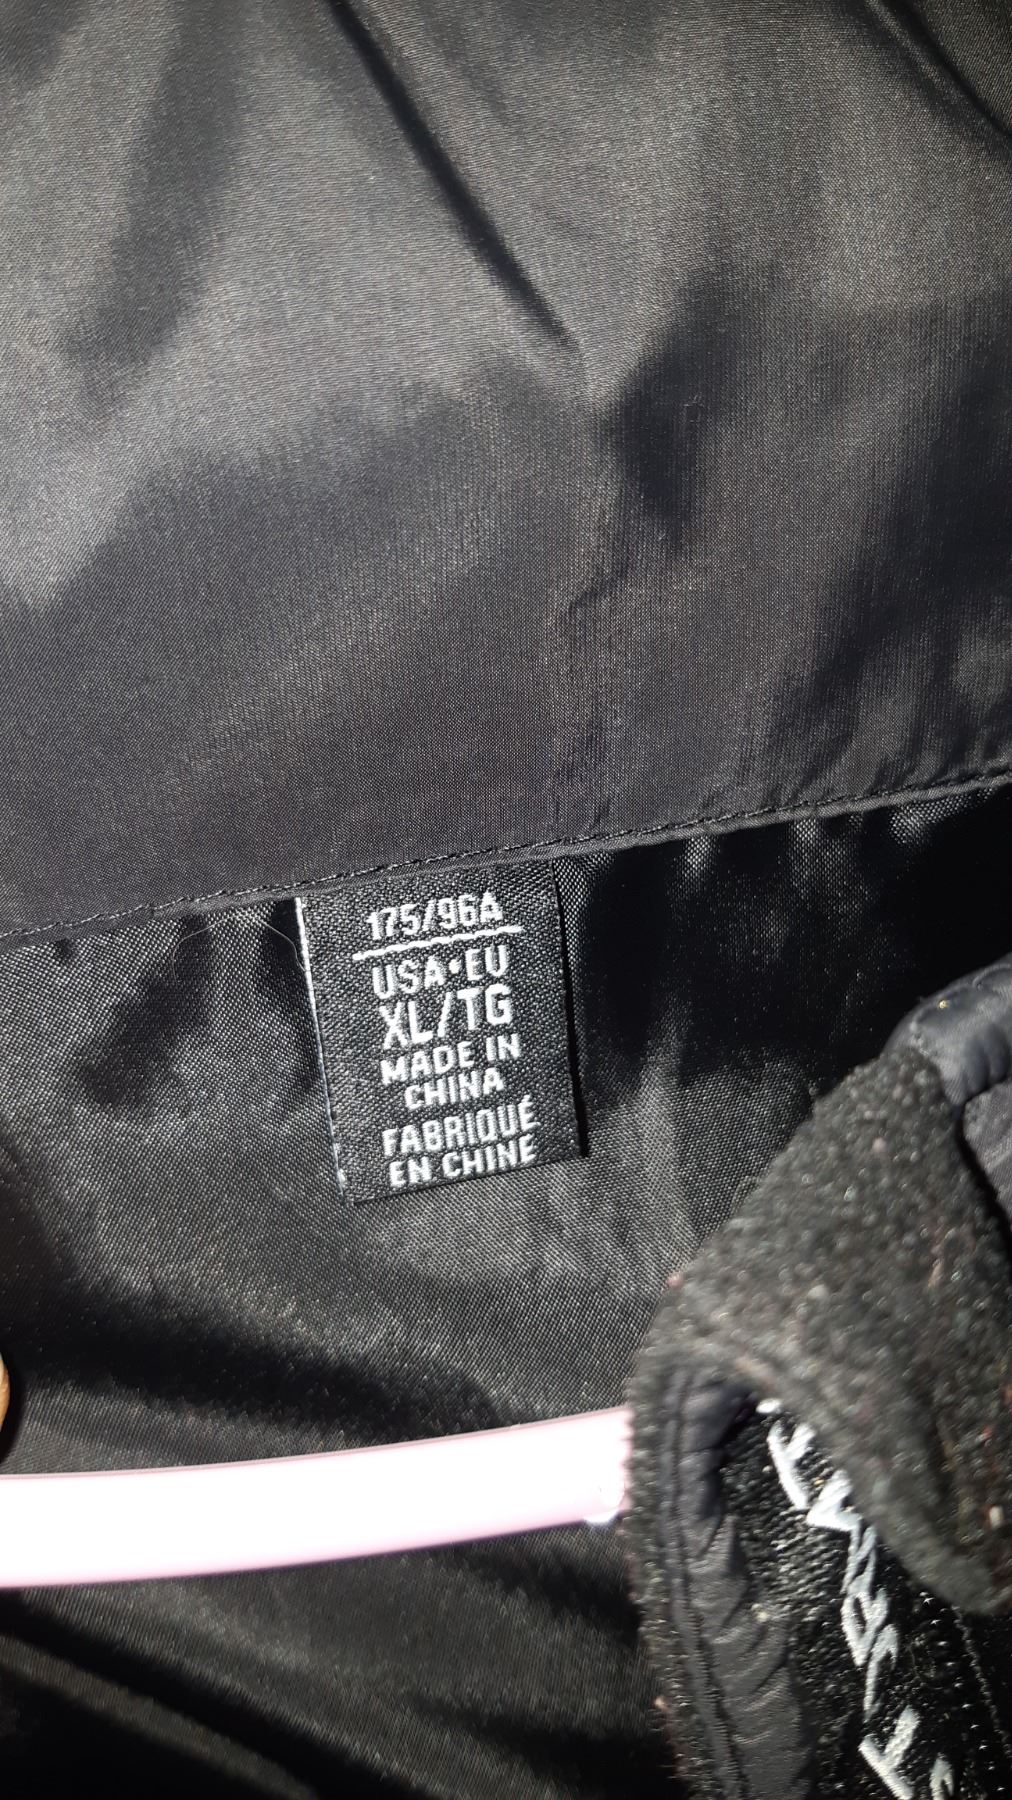 175/96A
USA•EU
XL/TG
MADE IN
CHINA
FABRIQUÉ
EN CHINE